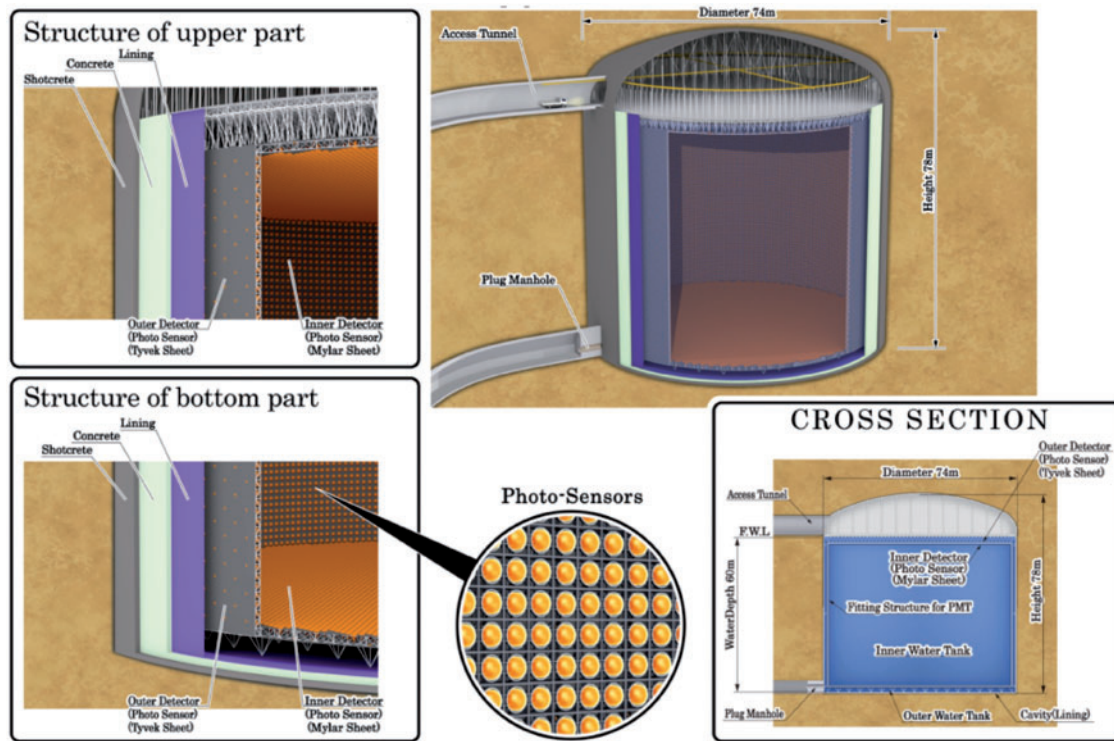 Structure of upper part
Lining
Concrete
Shotcrete
Outer Detector
(Photo Sensor)
(Tyvek Sheet)
Inner Detector
(Photo Sensor)
(Mylar Sheet)
Diameter 74m
Access Tunnel
Height 78m
Plug Manhole
Structure of bottom part
Lining
Concrete
Shotcrete
Outer Detector
(Photo Sensor)
(Tyvek Sheet)
Inner Detector
(Photo Sensor)
(Mylar Sheet)
Photo-Sensors
CROSS SECTION
Outer Detector
(Photo Sensor)
(Tyvek Sheet)
Diameter 74m
Access Tunnel
F.W.L
Inner Detector
(Photo Sensor)
(Mylar Sheet)
WaterDepth 60m
Height 78m
Fitting Structure for PMT
Inner Water Tank
Plug Manhole
Outer Water Tank
Cavity(Lining)